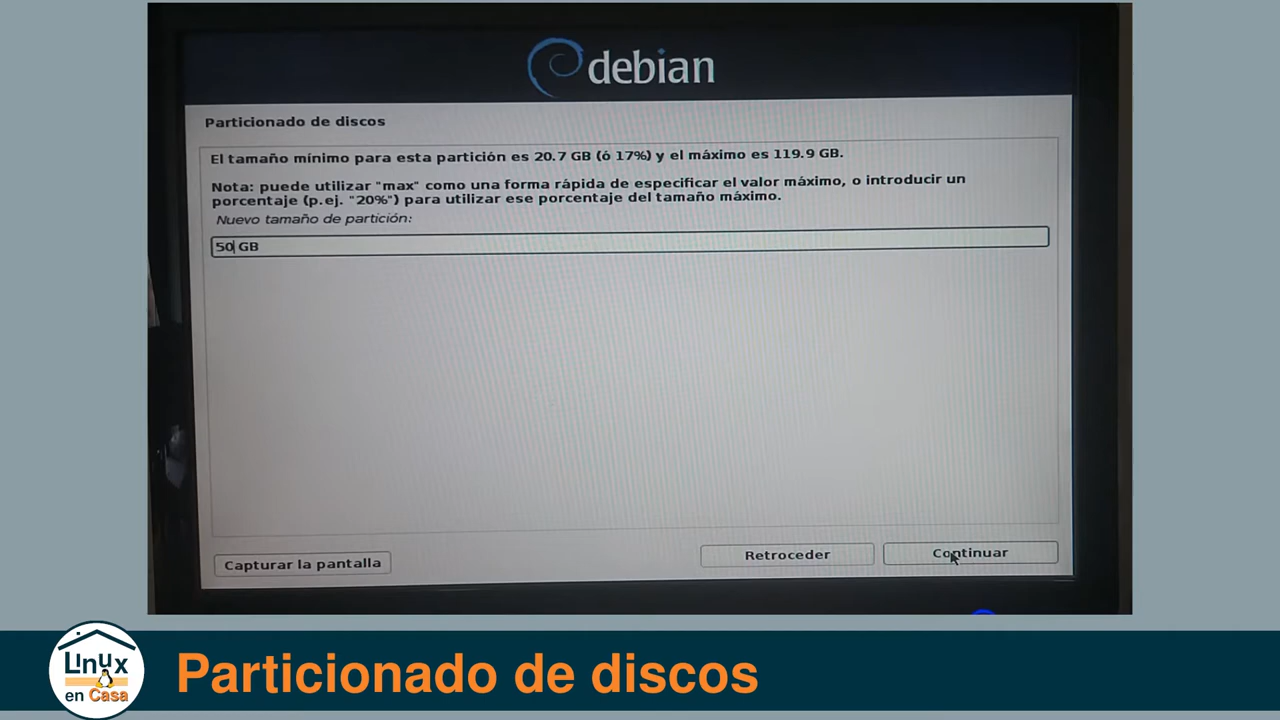 debian
Particionado de discos
El tamaño mínimo para esta partición es 20.7 GB (ó 17%) y el máximo es 119.9 GB.
Nota: puede utilizar "max" como una forma rápida de especificar el valor máximo, o introducir un
porcentaje (p.ej. "20%") para utilizar ese porcentaje del tamaño máximo.
Nuevo tamaño de partición:
50 GB
Capturar la pantalla
Retroceder
Continuar
Linux
en Casa
Particionado de discos